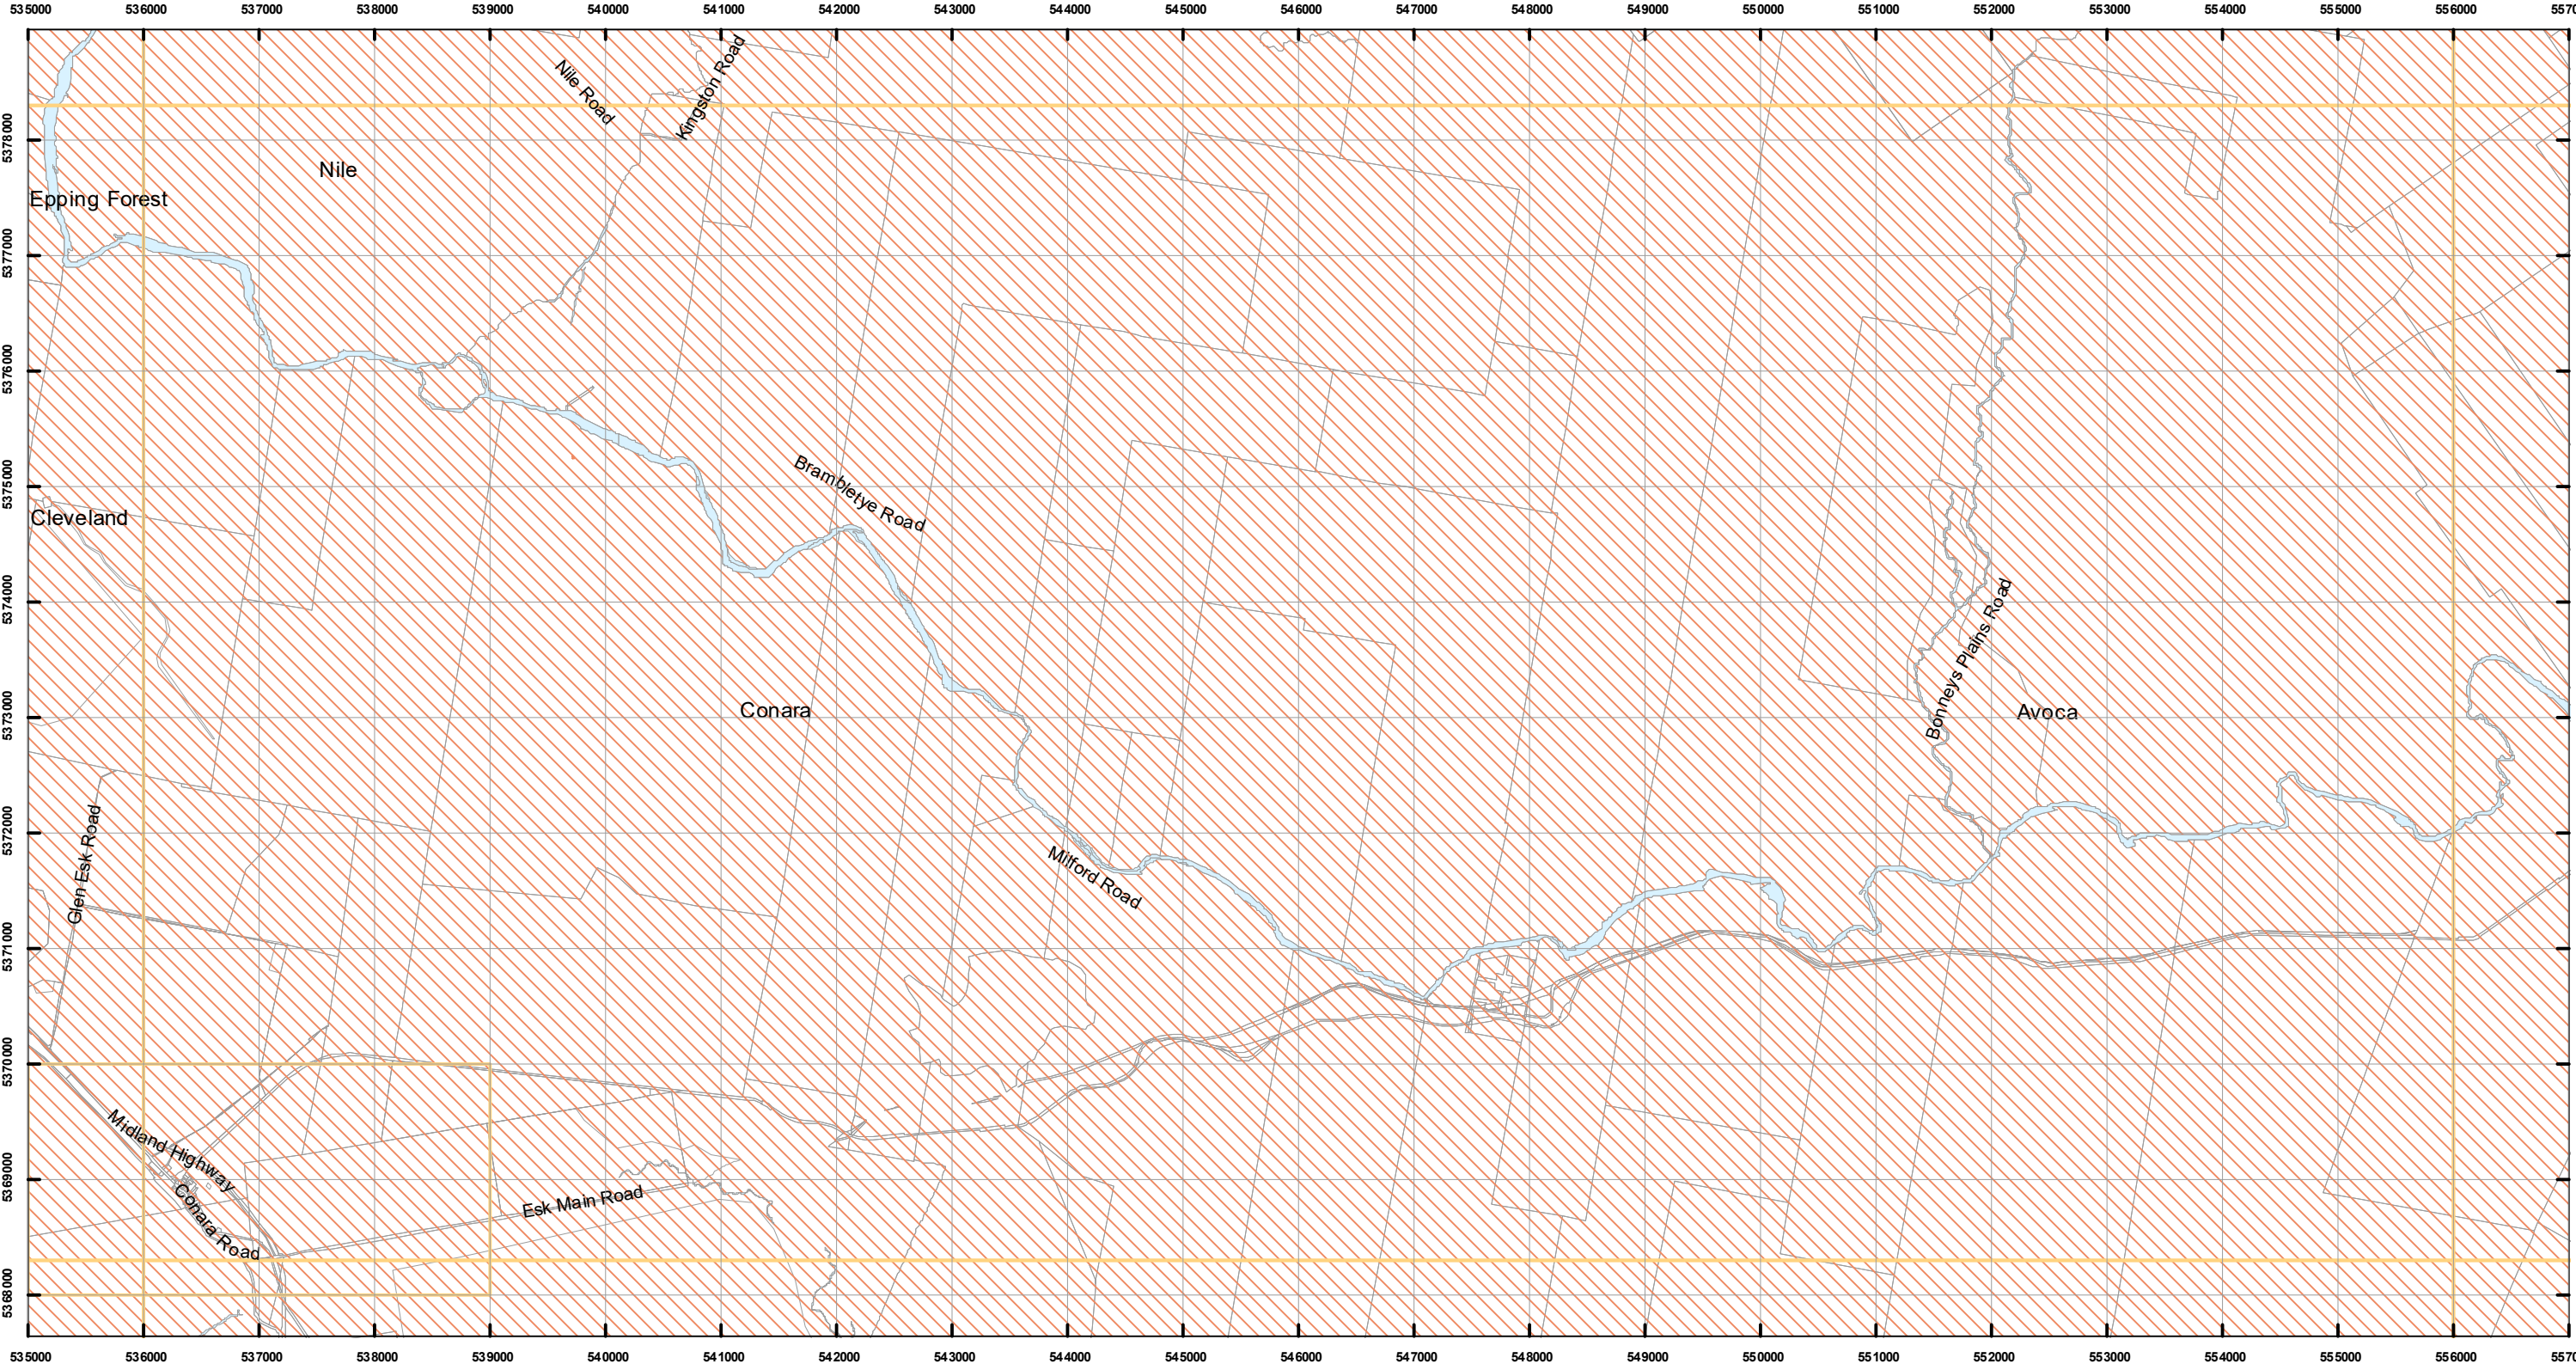 535000 536000 537000 538000 539000 540000 541000 542000 543000 544000 545000 546000 547000 548000 549000 550000 551000 552000 553000 554000 555000 556000 5570
Nile Road
Kingston Road
5378000
Nile
Epping Forest
5377000
5376000
Brambletye Road
5375000
Cleveland
5374000
Bonneys Plains Road
Conara
Avoca
5373000
Glen Esk Road
5372000
Milford Road
5371000
5370000
Midland Highway
5369000
Conara Road
Esk Main Road
5368000
535000 536000 537000 538000 539000 540000 541000 542000 543000 544000 545000 546000 547000 548000 549000 550000 551000 552000 553000 554000 555000 556000 5570